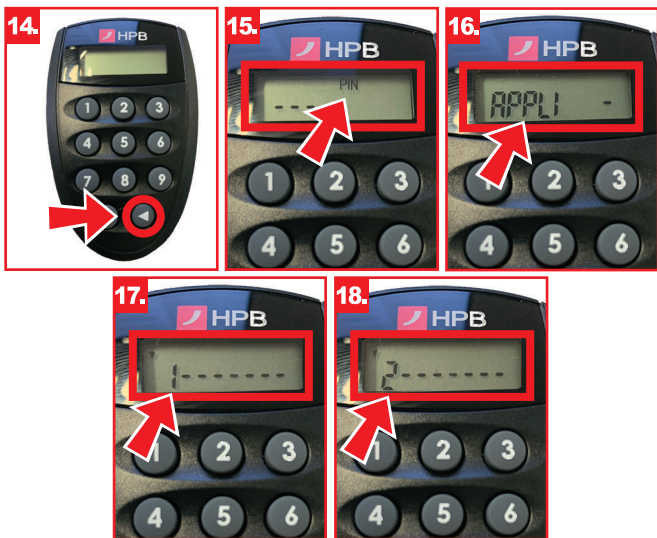 14.
HPB
1 2 3
4 5 6
7 8 9
15.
HPB
PIN
----
1 2 3
4 5 6
16.
HPB
APPLI -
1 2 3
4 5 6
17.
HPB
1-------
1 2 3
4 5 6
18.
HPB
2-------
1 2 3
4 5 6